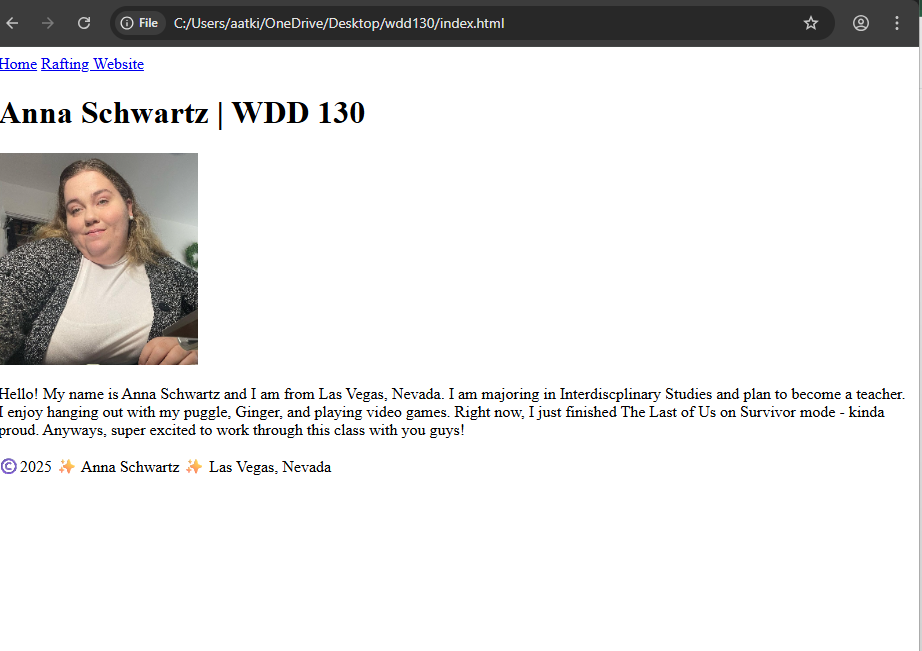 File C:/Users/aatki/OneDrive/Desktop/wdd130/index.html
Home Rafting Website
Anna Schwartz | WDD 130
Hello! My name is Anna Schwartz and I am from Las Vegas, Nevada. I am majoring in Interdiscplinary Studies and plan to become a teacher.
I enjoy hanging out with my puggle, Ginger, and playing video games. Right now, I just finished The Last of Us on Survivor mode - kinda
proud. Anyways, super excited to work through this class with you guys!
©️2025 ✨ Anna Schwartz ✨ Las Vegas, Nevada